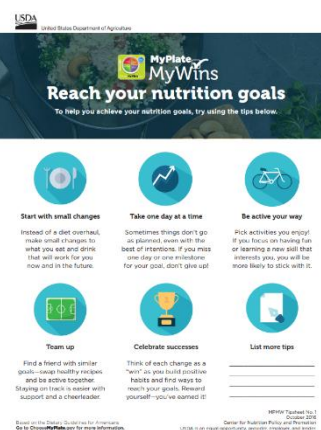 USDA
United States Department of Agriculture
MyPlate
MyWins
Reach your nutrition goals
To help you achieve your nutrition goals, try using the tips below.
Start with small changes
Instead of a diet overhaul,
make small changes to
what you eat and drink
that will work for you
now and in the future.
Take one day at a time
Sometimes things don't go
as planned, even with the
best of intentions. If you miss
one day or one milestone
for your goal, don't give up!
Be active your way
Pick activities you enjoy!
If you focus on having fun
or learning a new skill that
interests you, you will be
more likely to stick with it.
Team up
Find a friend with similar
goals—swap healthy recipes
and be active together.
Staying on track is easier with
support and a cheerleader.
Celebrate successes
Think of each change as a
"win" as you build positive
habits and find ways to
reach your goals. Reward
yourself—you've earned it!
List more tips
Based on the Dietary Guidelines for Americans
Go to ChooseMyPlate.gov for more information.
MPMW Tipsheet No. 1
October 2016
Center for Nutrition Policy and Promotion
USDA is an equal opportunity provider, employer, and lender.